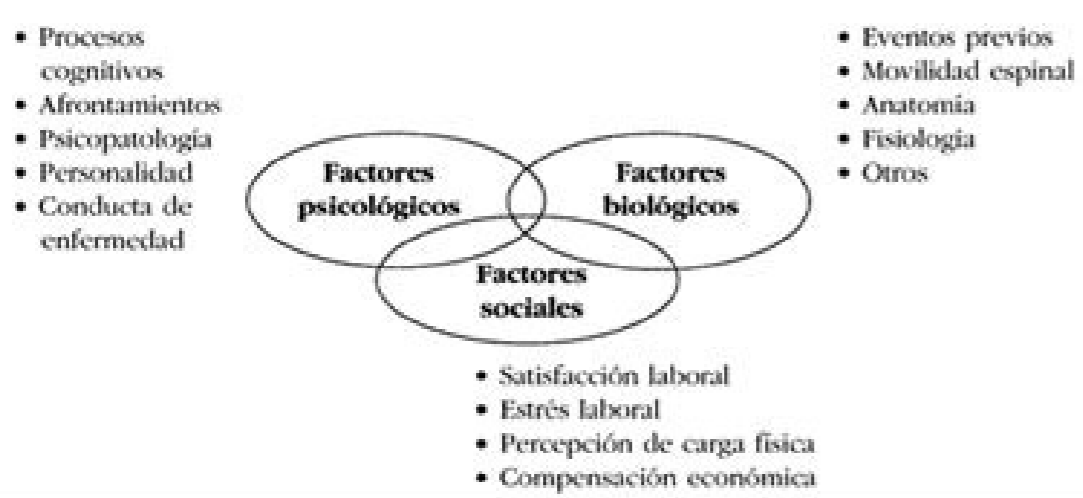 • Procesos
cognitivos
• Afrontamientos
• Psicopatología
• Personalidad
• Conducta de
enfermedad
• Eventos previos
• Movilidad espinal
• Anatomía
• Fisiología
• Otros
Factores
psicológicos
Factores
biológicos
Factores
sociales
• Satisfacción laboral
• Estrés laboral
• Percepción de carga física
• Compensación económica